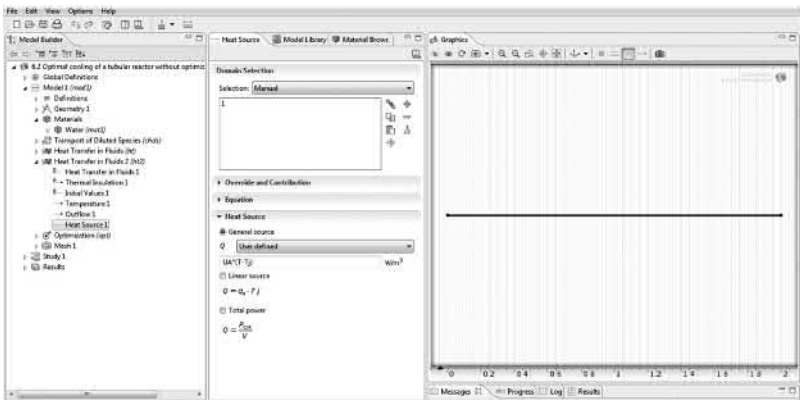 File Edit View Options Help
Model Builder
6.2 Optimal cooling of a tubular reactor without optimis
Global Definitions
Model 1 (mod1)
Definitions
Geometry 1
Materials
Water (mat1)
Transport of Diluted Species (chds)
Heat Transfer in Fluids (ht)
Heat Transfer in Fluids 2 (ht2)
Heat Transfer in Fluids 1
Thermal Insulation 1
Initial Values 1
Temperature 1
Outflow 1
Heat Source 1
Optimization (opt)
Mesh 1
Study 1
Results
Heat Source
Model Library
Material Brows
Domain Selection
Selection: Manual
1
Override and Contribution
Equation
Heat Source
General source
Q User defined
W/m³
Linear source
Total power
Graphics
0 0.2 0.4 0.6 0.8 1 1.2 1.4 1.6 1.8 2
Messages Progress Log Results